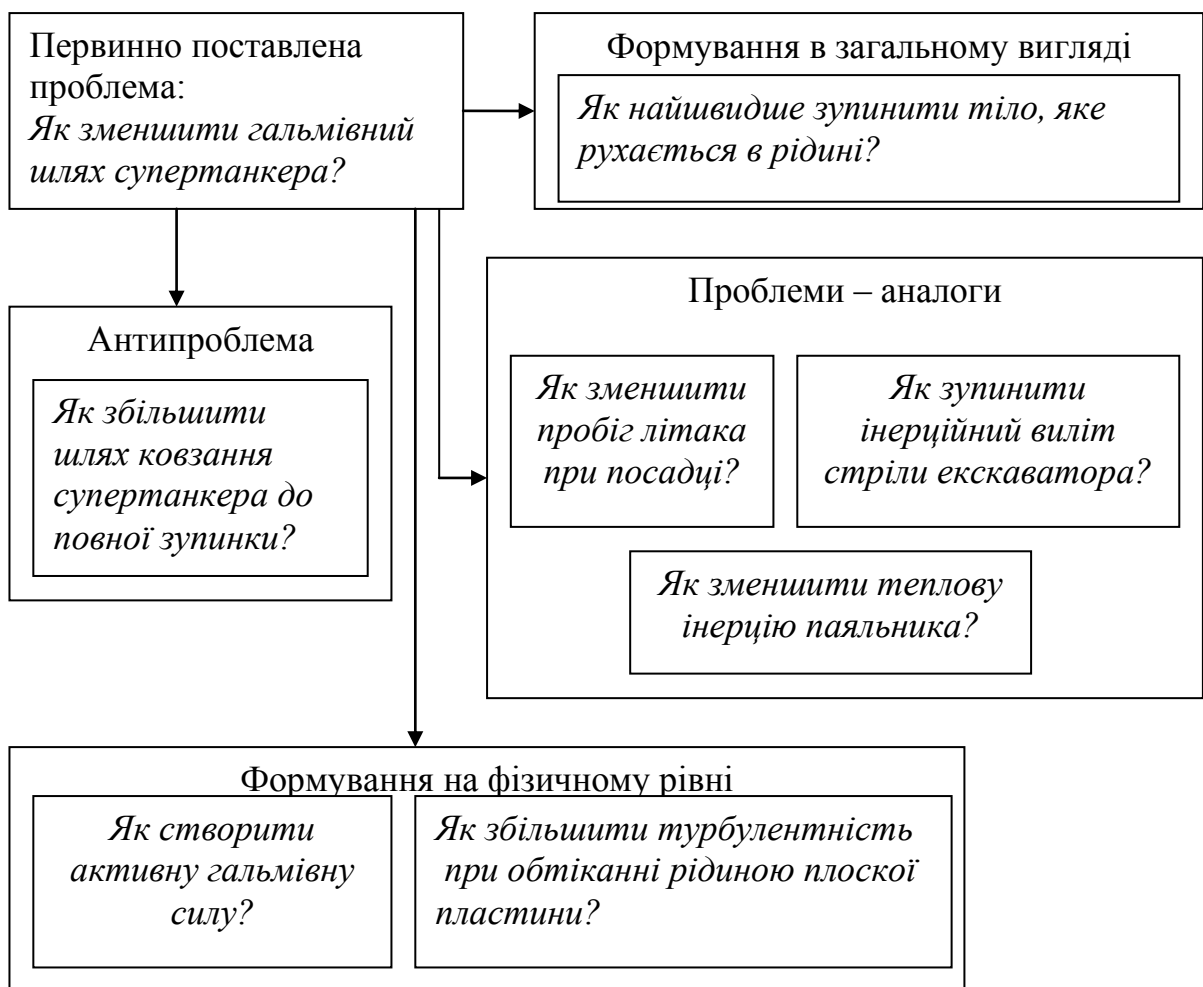 Первинно поставлена
проблема:
Як зменшити гальмівний
шлях супертанкера?
Формування в загальному вигляді
Як найшвидше зупинити тіло, яке
рухається в рідині?
Антипроблема
Як збільшити
шлях ковзання
супертанкера до
повної зупинки?
Проблеми – аналоги
Як зменшити
пробіг літака
при посадці?
Як зупинити
інерційний виліт
стріли екскаватора?
Як зменшити теплову
інерцію паяльника?
Формування на фізичному рівні
Як створити
активну гальмівну
силу?
Як збільшити турбулентність
при обтіканні рідиною плоскої
пластини?